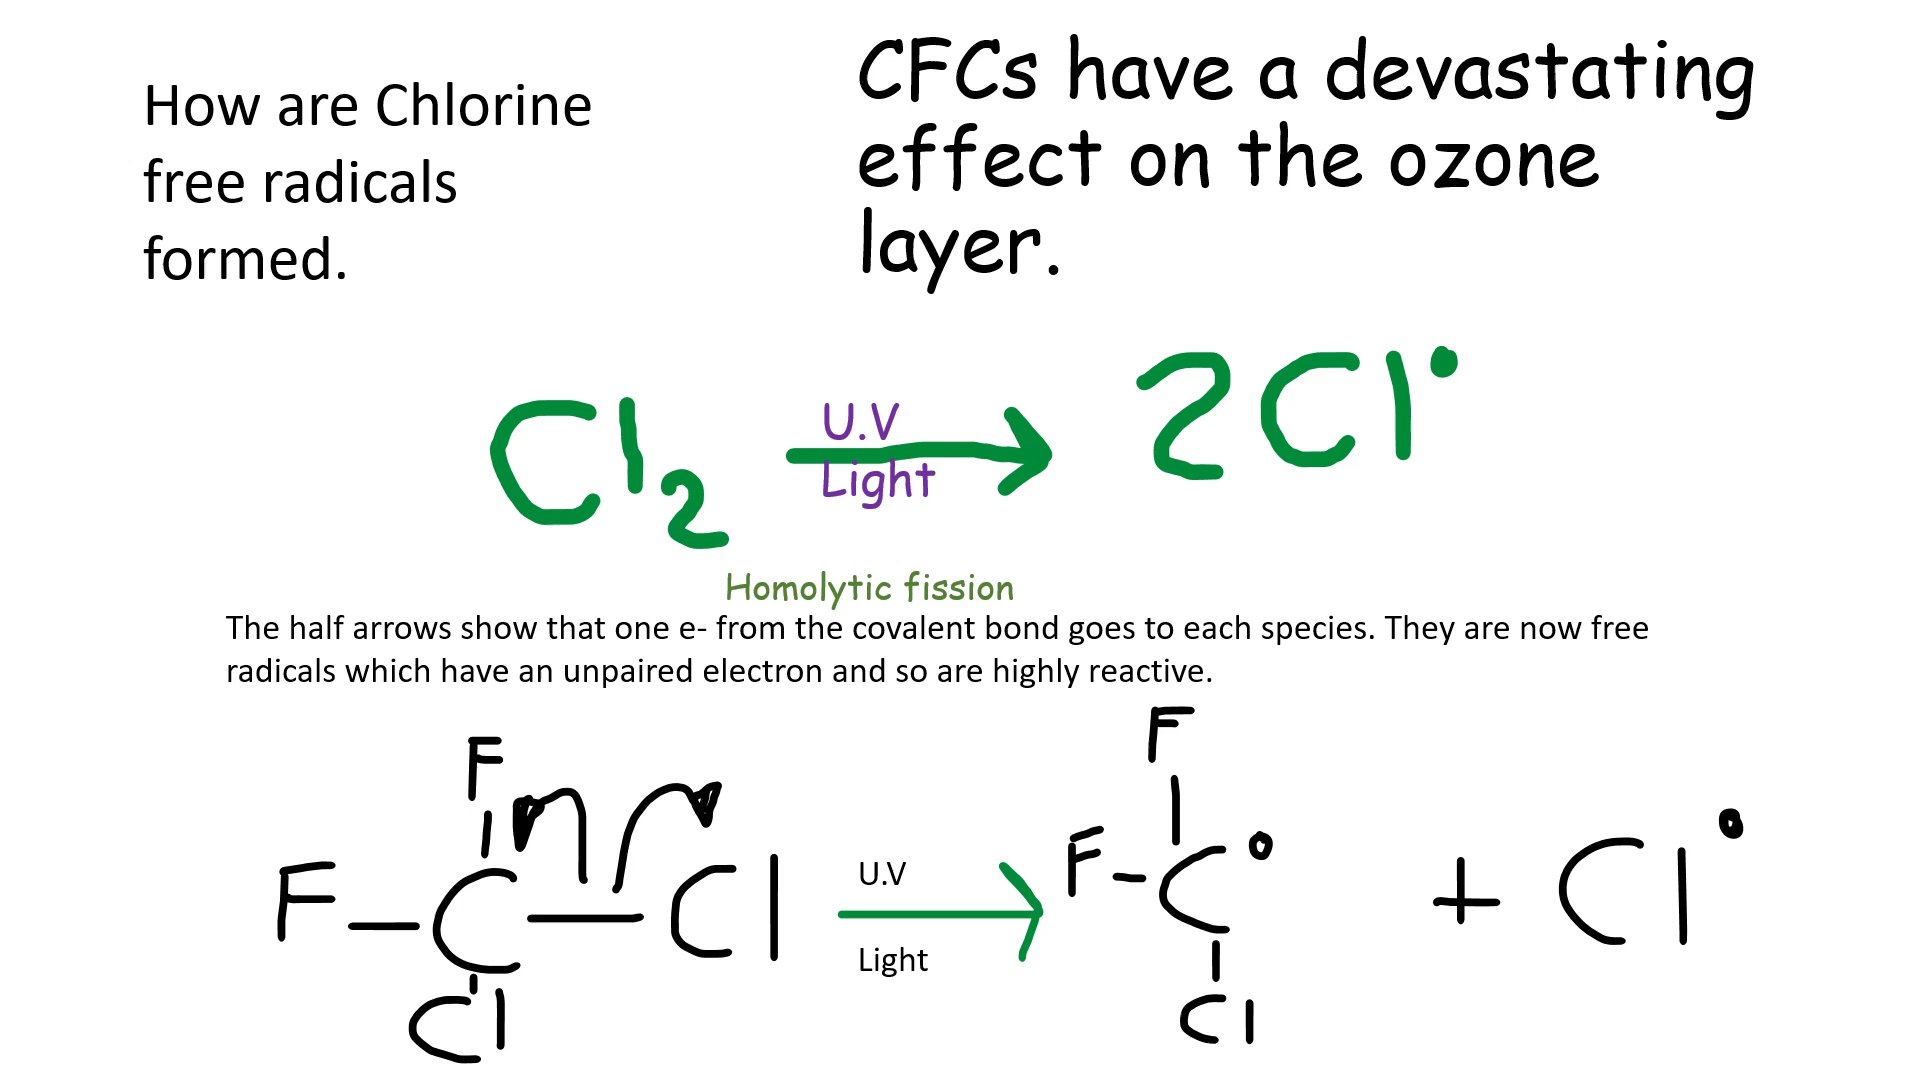 How are Chlorine
free radicals
formed.
CFCs have a devastating
effect on the ozone
layer.
Cl2
U.V
Light
2Cl•
Homolytic fission
The half arrows show that one e- from the covalent bond goes to each species. They are now free
radicals which have an unpaired electron and so are highly reactive.
F
F — C — Cl
Cl
U.V
Light
F
F - C•
Cl
+ Cl•